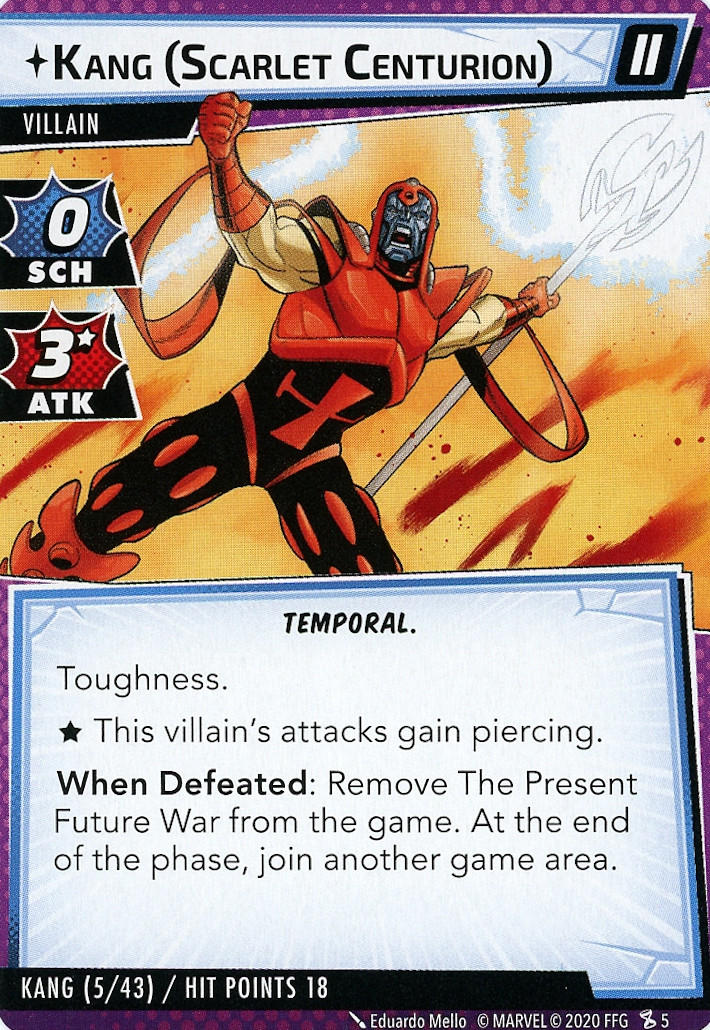 KANG (SCARLET CENTURION)
II
VILLAIN
0
SCH
3★
ATK
TEMPORAL.
Toughness.
★ This villain's attacks gain piercing.
When Defeated: Remove The Present
Future War from the game. At the end
of the phase, join another game area.
KANG (5/43) / HIT POINTS 18
Eduardo Mello © MARVEL © 2020 FFG 5